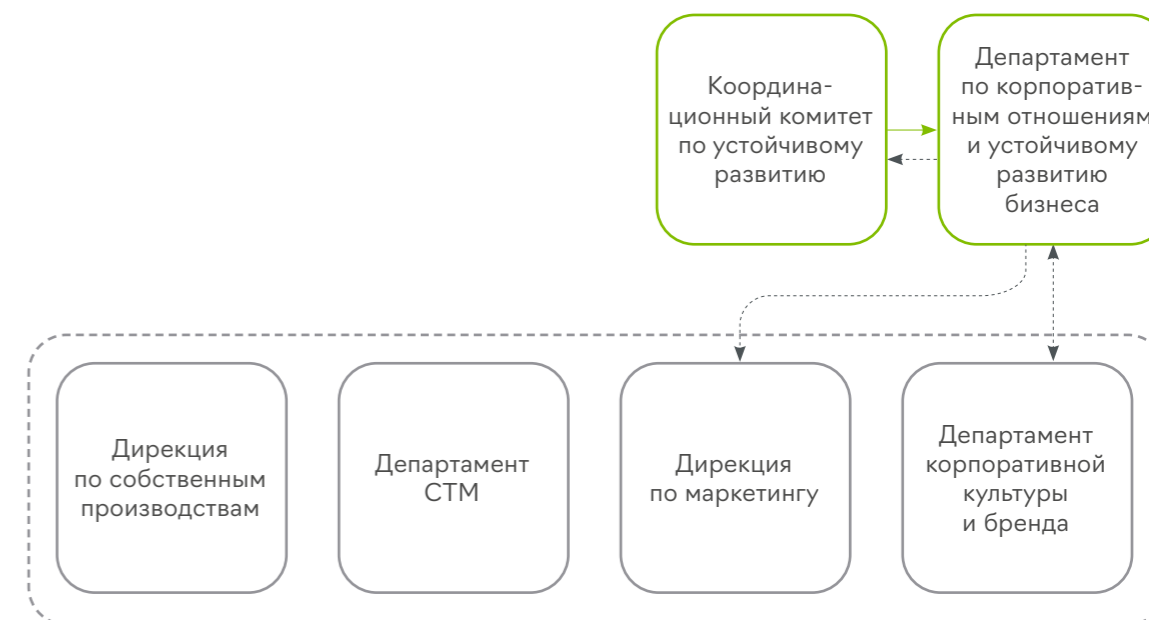 Координа-
ционный комитет
по устойчивому
развитию
Департамент
по корпоратив-
ным отношениям
и устойчивому
развитию
бизнеса
Дирекция
по собственным
производствам
Департамент
СТМ
Дирекция
по маркетингу
Департамент
корпоративной
культуры
и бренда